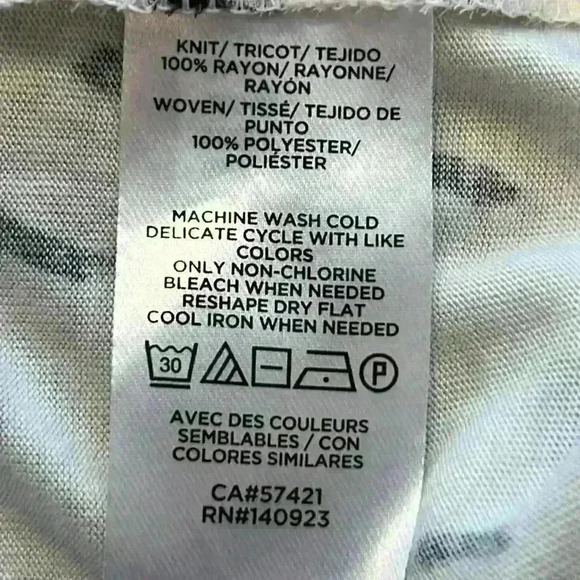 KNIT/ TRICOT/ TEJIDO
100% RAYON/ RAYONNE/
RAYÓN
WOVEN/ TISSÉ/ TEJIDO DE
PUNTO
100% POLYESTER/
POLIÉSTER
MACHINE WASH COLD
DELICATE CYCLE WITH LIKE
COLORS
ONLY NON-CHLORINE
BLEACH WHEN NEEDED
RESHAPE DRY FLAT
COOL IRON WHEN NEEDED
30 P
AVEC DES COULEURS
SEMBLABLES / CON
COLORES SIMILARES
CA#57421
RN#140923